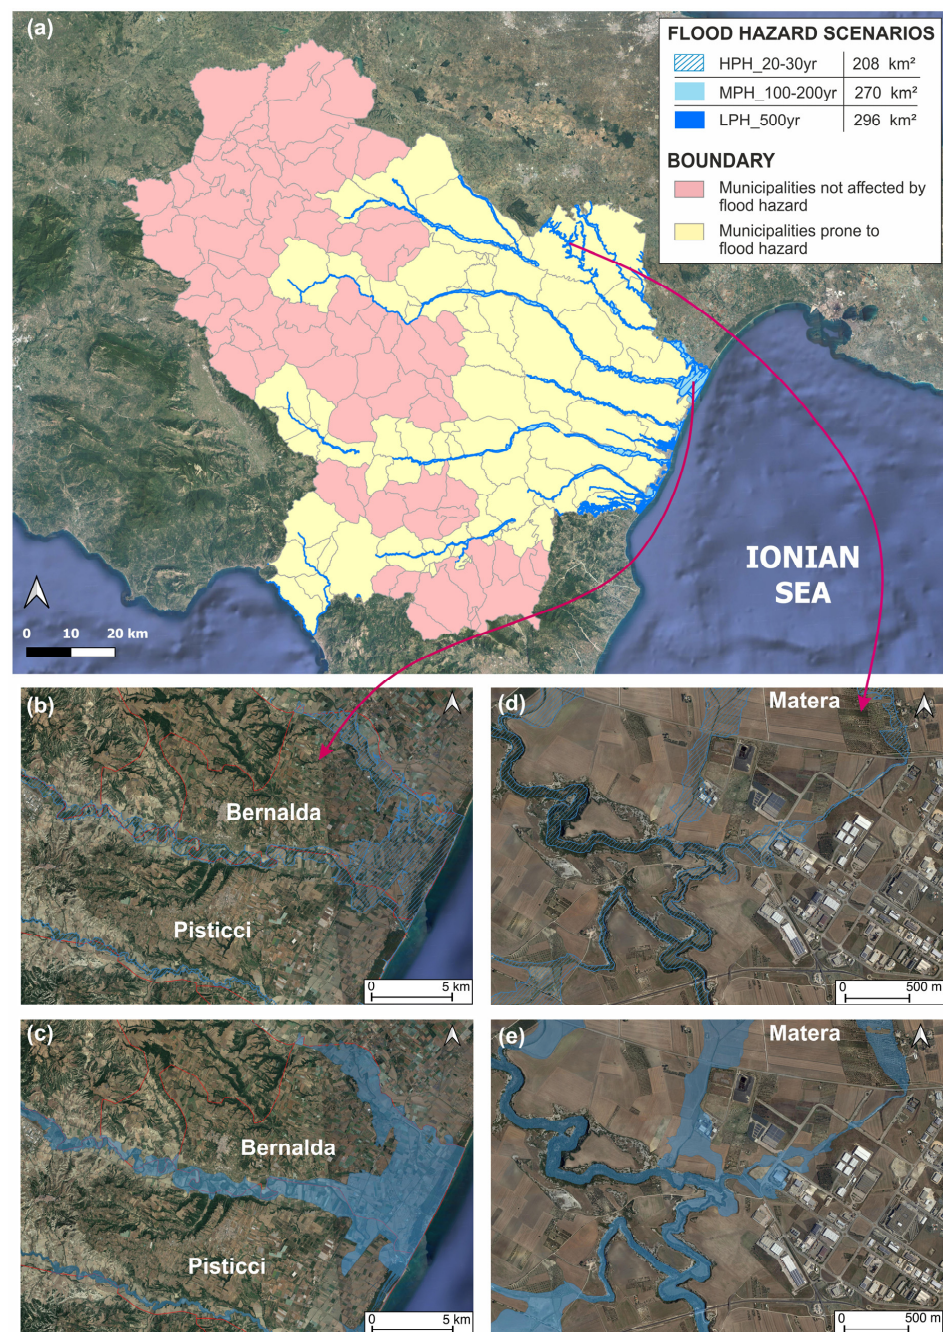 (a)
FLOOD HAZARD SCENARIOS
HPH_20-30yr 208 km²
MPH_100-200yr 270 km²
LPH_500yr 296 km²
BOUNDARY
Municipalities not affected by
flood hazard
Municipalities prone to
flood hazard
IONIAN
SEA
0 10 20 km
(b)
Bernalda
Pisticci
0 5 km
(d)
Matera
0 500 m
(c)
Bernalda
Pisticci
0 5 km
(e)
Matera
0 500 m